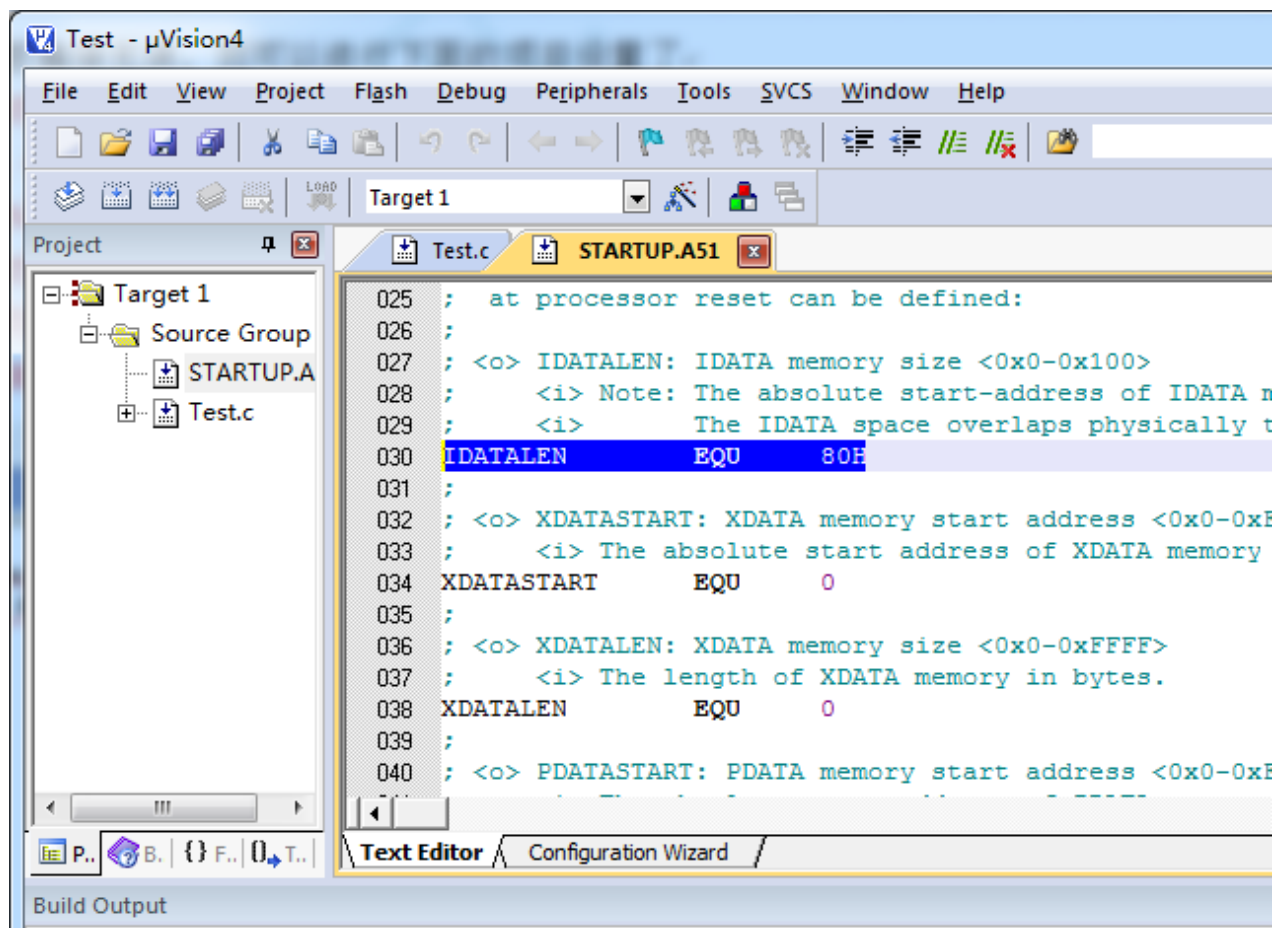 Test - µVision4
File Edit View Project Flash Debug Peripherals Tools SVCS Window Help
LOAD
Target 1
Project
Test.c STARTUP.A51
Target 1
Source Group
STARTUP.A
Test.c
025 ; at processor reset can be defined:
026 ;
027 ; <o> IDATALEN: IDATA memory size <0x0-0x100>
028 ; <i> Note: The absolute start-address of IDATA
029 ; <i> The IDATA space overlaps physically
030 IDATALEN EQU 80H
031 ;
032 ; <o> XDATASTART: XDATA memory start address <0x0-0x
033 ; <i> The absolute start address of XDATA memory
034 XDATASTART EQU 0
035 ;
036 ; <o> XDATALEN: XDATA memory size <0x0-0xFFFF>
037 ; <i> The length of XDATA memory in bytes.
038 XDATALEN EQU 0
039 ;
040 ; <o> PDATASTART: PDATA memory start address <0x0-0x
P.. B. {} F.. T..
Text Editor Configuration Wizard
Build Output